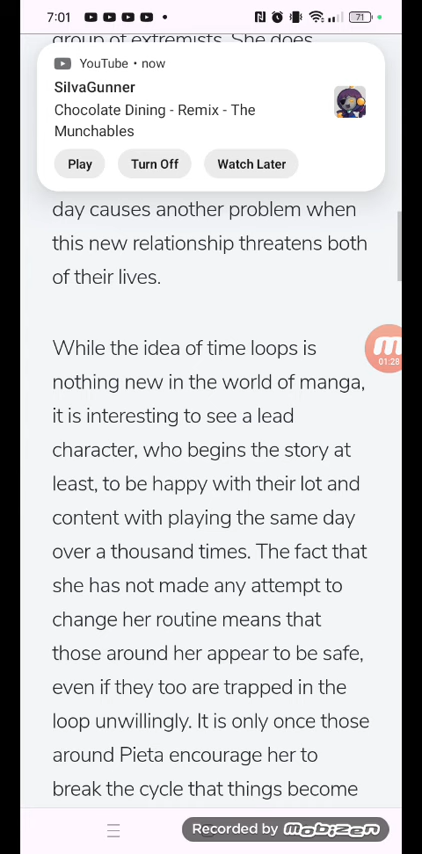 7:01
71
group of extremists. She does
YouTube • now
SilvaGunner
Chocolate Dining - Remix - The
Munchables
Play
Turn Off
Watch Later
day causes another problem when
this new relationship threatens both
of their lives.
While the idea of time loops is
nothing new in the world of manga,
it is interesting to see a lead
character, who begins the story at
least, to be happy with their lot and
content with playing the same day
over a thousand times. The fact that
she has not made any attempt to
change her routine means that
those around her appear to be safe,
even if they too are trapped in the
loop unwillingly. It is only once those
around Pieta encourage her to
break the cycle that things become
01:28
Recorded by mobizen